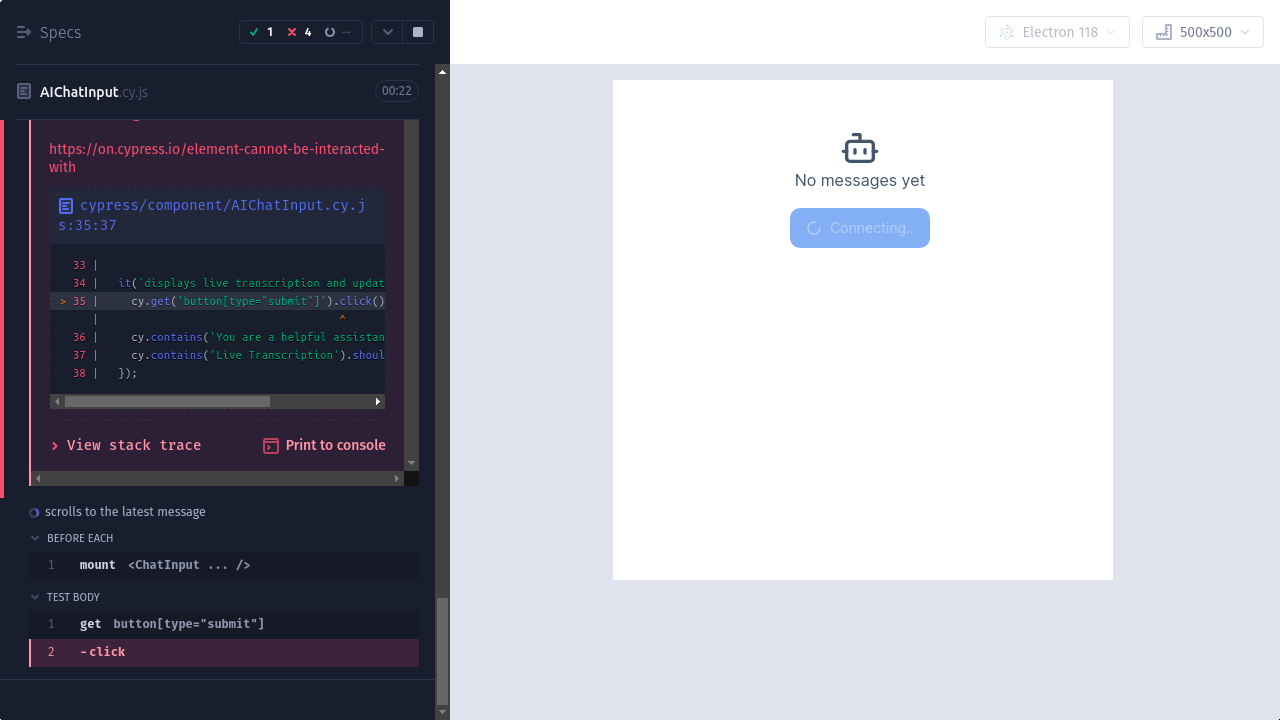 Specs
1
4
--
Electron 118
500x500
AIChatInput.cy.js
00:22
https://on.cypress.io/element-cannot-be-interacted-
with
cypress/component/AIChatInput.cy.j
s:35:37
33 |
34 | it('displays live transcription and updat
> 35 | cy.get('button[type="submit"]').click()
| ^
36 | cy.contains('You are a helpful assistan
37 | cy.contains('Live Transcription').shoul
38 | });
View stack trace
Print to console
scrolls to the latest message
BEFORE EACH
1 mount <ChatInput ... />
TEST BODY
1 get button[type="submit"]
2 -click
No messages yet
Connecting..